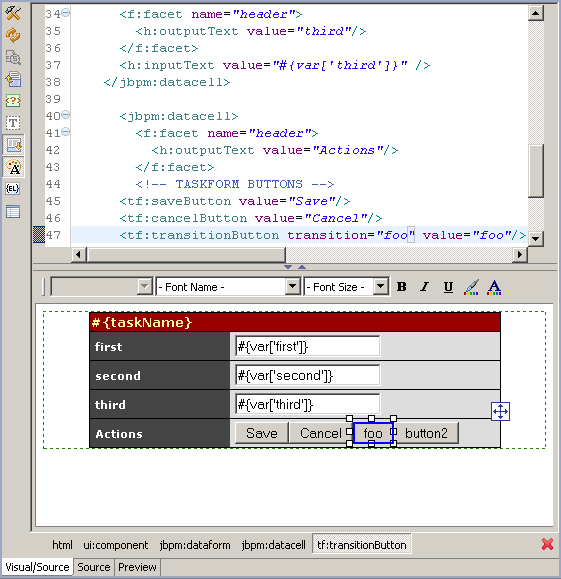 34 <f:facet name="header">
35 <h:outputText value="third"/>
36 </f:facet>
37 <h:inputText value="#{var['third']}" />
38 </jbpm:datacell>
39
40 <jbpm:datacell>
41 <f:facet name="header">
42 <h:outputText value="Actions"/>
43 </f:facet>
44 <!-- TASKFORM BUTTONS -->
45 <tf:saveButton value="Save"/>
46 <tf:cancelButton value="Cancel"/>
47 <tf:transitionButton transition="foo" value="foo"/>
- Font Name - - Font Size - B I U A
#{taskName}
first #{var['first']}
second #{var['second']}
third #{var['third']}
Actions Save Cancel foo button2
html ui:component jbpm:dataform jbpm:datacell tf:transitionButton
Visual/Source Source Preview
T
A
{EL}